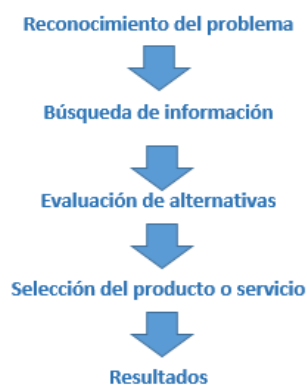 Reconocimiento del problema
Búsqueda de información
Evaluación de alternativas
Selección del producto o servicio
Resultados